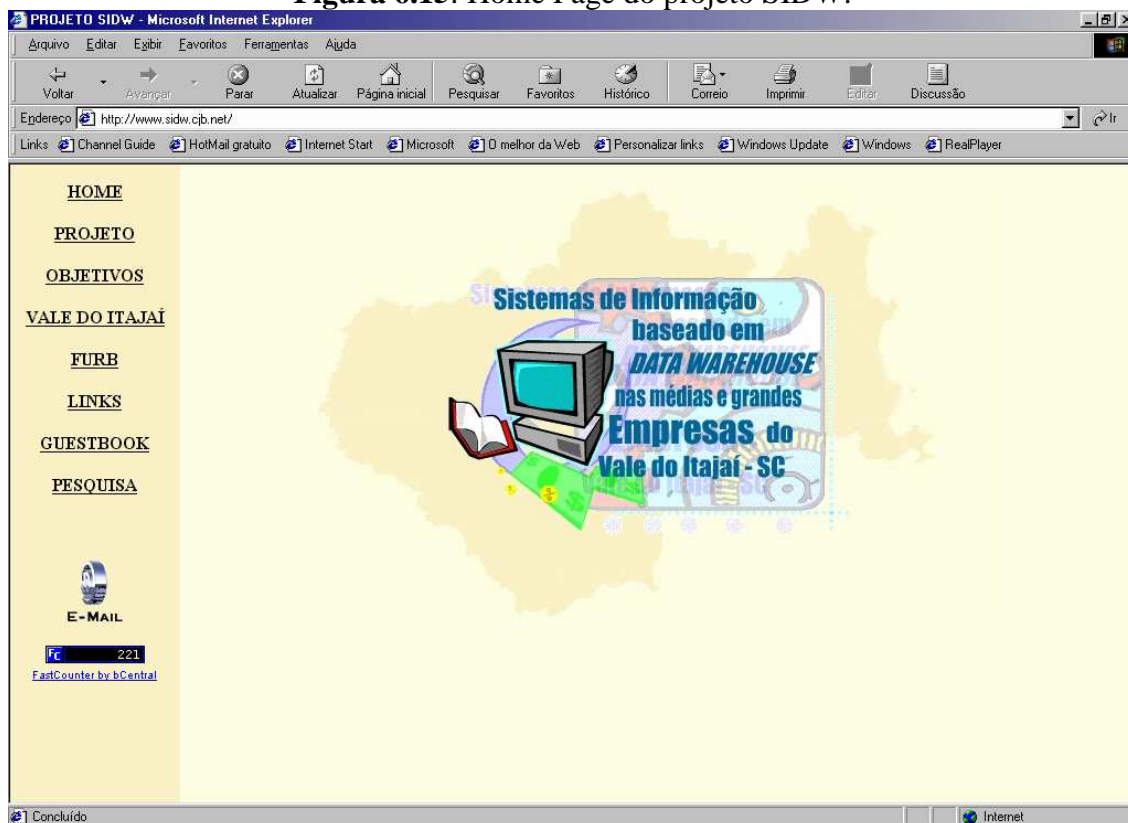 Figura 6.13: Home Page do projeto SIDW.
PROJETO SIDW - Microsoft Internet Explorer
Arquivo Editar Exibir Favoritos Ferramentas Ajuda
Voltar Avançar Parar Atualizar Página inicial Pesquisar Favoritos Histórico Correio Imprimir Editar Discussão
Endereço http://www.sidw.cjb.net/ Ir
Links Channel Guide HotMail gratuito Internet Start Microsoft O melhor da Web Personalizar links Windows Update Windows RealPlayer
HOME
PROJETO
OBJETIVOS
VALE DO ITAJAÍ
FURB
LINKS
GUESTBOOK
PESQUISA
E-MAIL
FC 221
FastCounter by bCentral
Sistemas de Informação
baseado em
DATA WAREHOUSE
nas médias e grandes
Empresas do
Vale do Itajaí - SC
Concluído Internet